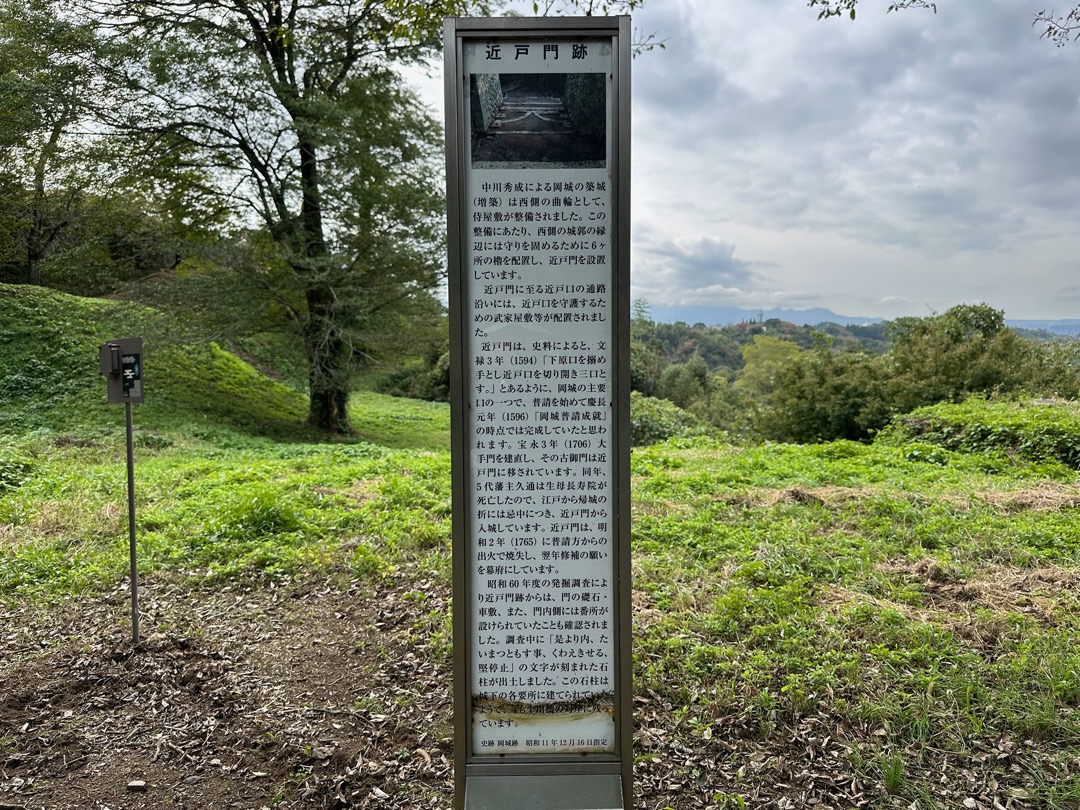 近戸門跡
中川秀成による岡城の築城
（増築）は西側の曲輪として、
侍屋敷が整備されました。この
整備にあたり、西側の城郭の縁
辺には守りを固めるために6ヶ
所の櫓を配置し、近戸門を設置
しています。
近戸門に至る近戸口の通路
沿いには、近戸口を守護するた
めの武家屋敷等が配置されまし
た。
近戸門は、史料によると、文
禄3年（1594）「下原口を搦め
手とし近戸口を切り開き三口と
す。」とあるように、岡城の主要
口の一つで、普請を始めて慶長
元年（1596）「岡城普請成就」
の時点では完成していたと思わ
れます。宝永3年（1706）大
手門を建直し、その古御門は近
戸門に移されています。同年、
5代藩主久通は生母長寿院が
死亡したので、江戸から帰城の
折には忌中につき、近戸門から
入城しています。近戸門は、明
和2年（1765）に普請方からの
出火で焼失し、翌年修補の願い
を幕府にしています。
昭和60年度の発掘調査によ
り近戸門跡からは、門の礎石・
車敷、また、門内側には番所が
設けられていたことも確認されま
した。調査中に「是より内、た
いまつともす事、くわえきせる、
堅停止」の文字が刻まれた石
柱が出土しました。この石柱は
城下の各要所に建てられていた
ようで、
ています。
史跡 岡城跡 昭和11年12月16日指定